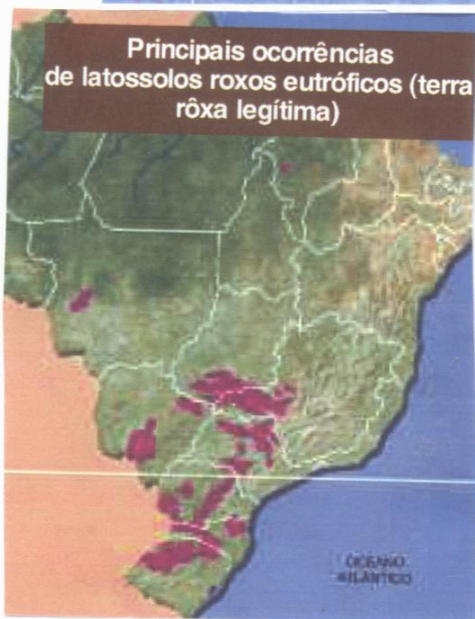 Principais ocorrências
de latossolos roxos eutróficos (terra
rôxa legítima)
OCEANO
ATLÂNTICO